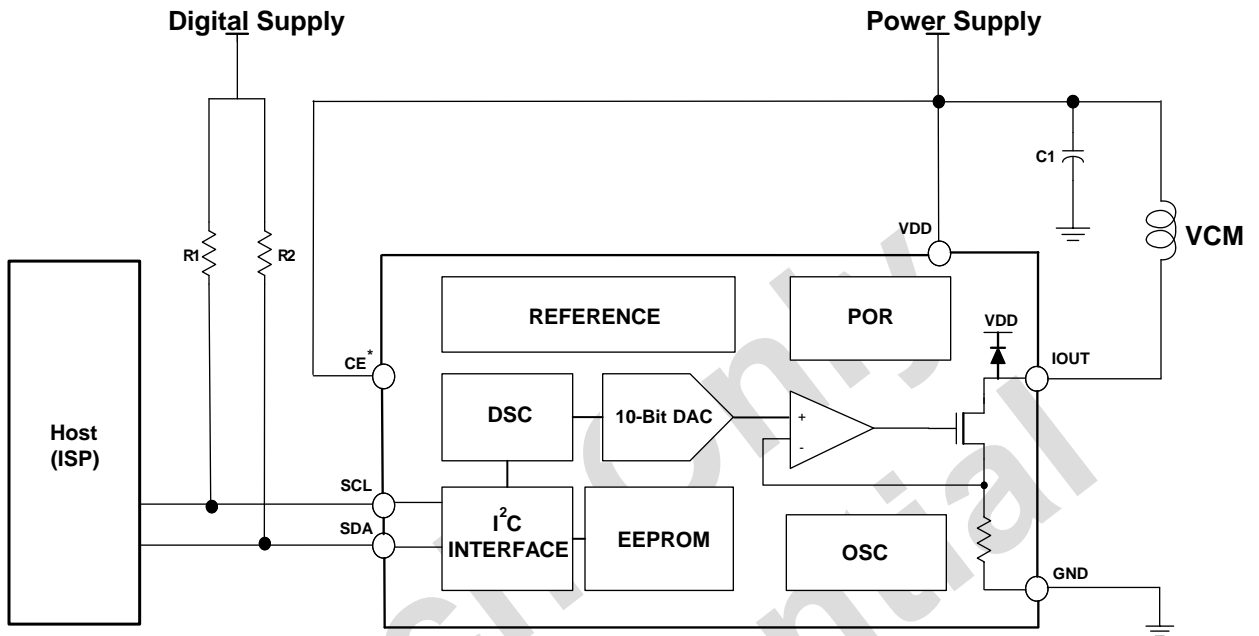 Digital Supply
Power Supply
C1
VCM
VDD
R1
R2
REFERENCE
POR
VDD
CE*
IOUT
DSC
10-Bit DAC
+
-
Host
(ISP)
SCL
SDA
I²C
INTERFACE
EEPROM
OSC
GND